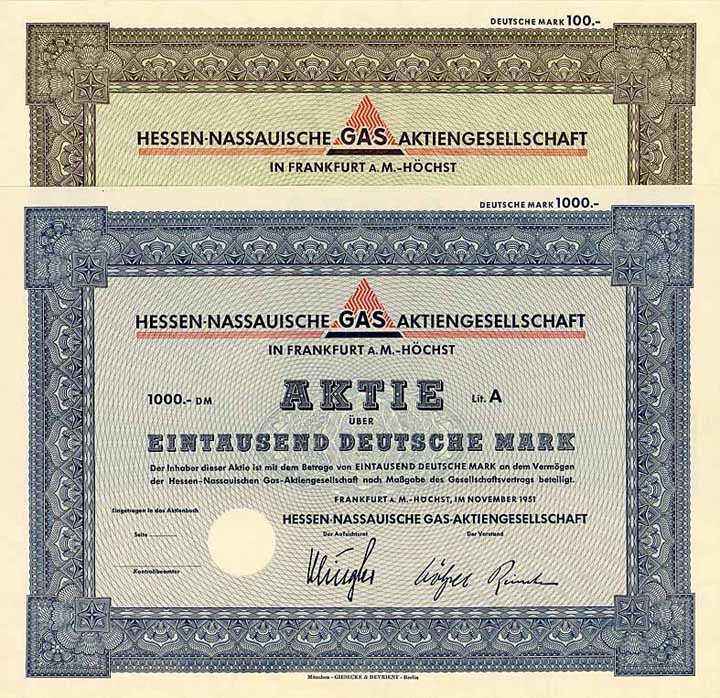 DEUTSCHE MARK 100.-
HESSEN-NASSAUISCHE GAS AKTIENGESELLSCHAFT
IN FRANKFURT A.M.-HÖCHST
DEUTSCHE MARK 1000.-
HESSEN-NASSAUISCHE GAS AKTIENGESELLSCHAFT
IN FRANKFURT A.M.-HÖCHST
1000.- DM AKTIE Lit. A
ÜBER
EINTAUSEND DEUTSCHE MARK
Der Inhaber dieser Aktie ist mit dem Betrage von EINTAUSEND DEUTSCHE MARK an dem Vermögen
der Hessen-Nassauischen Gas-Aktiengesellschaft nach Maßgabe des Gesellschaftsvertrags beteiligt.
FRANKFURT A.M.-HÖCHST, IM NOVEMBER 1951
Eingetragen in das Aktienbuch
HESSEN-NASSAUISCHE GAS-AKTIENGESELLSCHAFT
Seite
Der Aufsichtsrat Der Vorstand
Kontrollbeamter
München - GIESECKE & DEVRIENT - Berlin